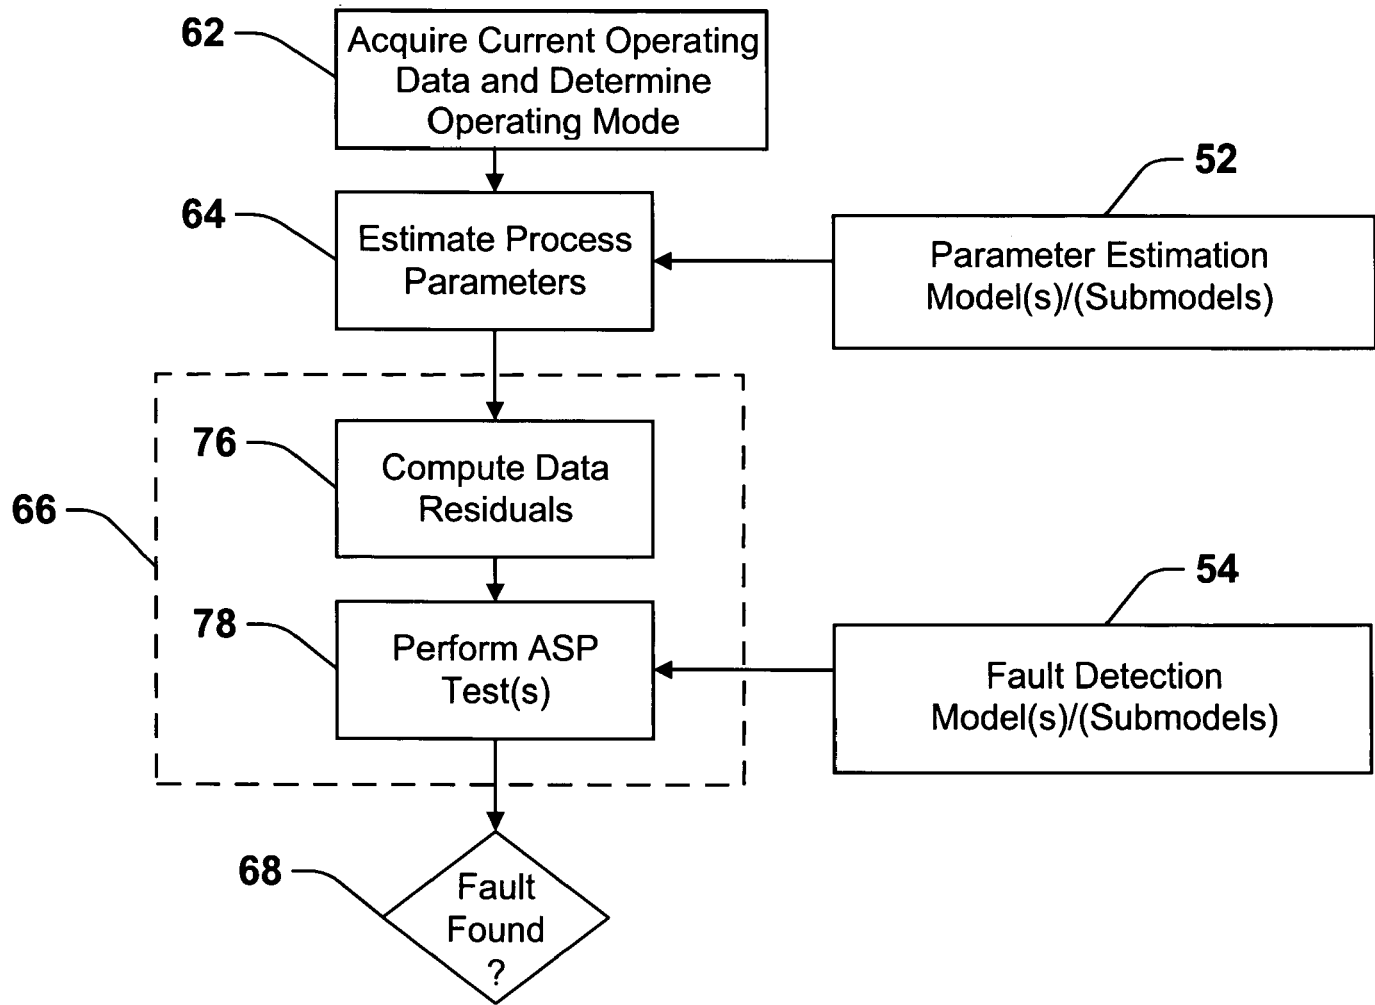 62
Acquire Current Operating
Data and Determine
Operating Mode
52
64
Estimate Process
Parameters
Parameter Estimation
Model(s)/(Submodels)
76
Compute Data
Residuals
66
54
78
Perform ASP
Test(s)
Fault Detection
Model(s)/(Submodels)
68
Fault
Found
?